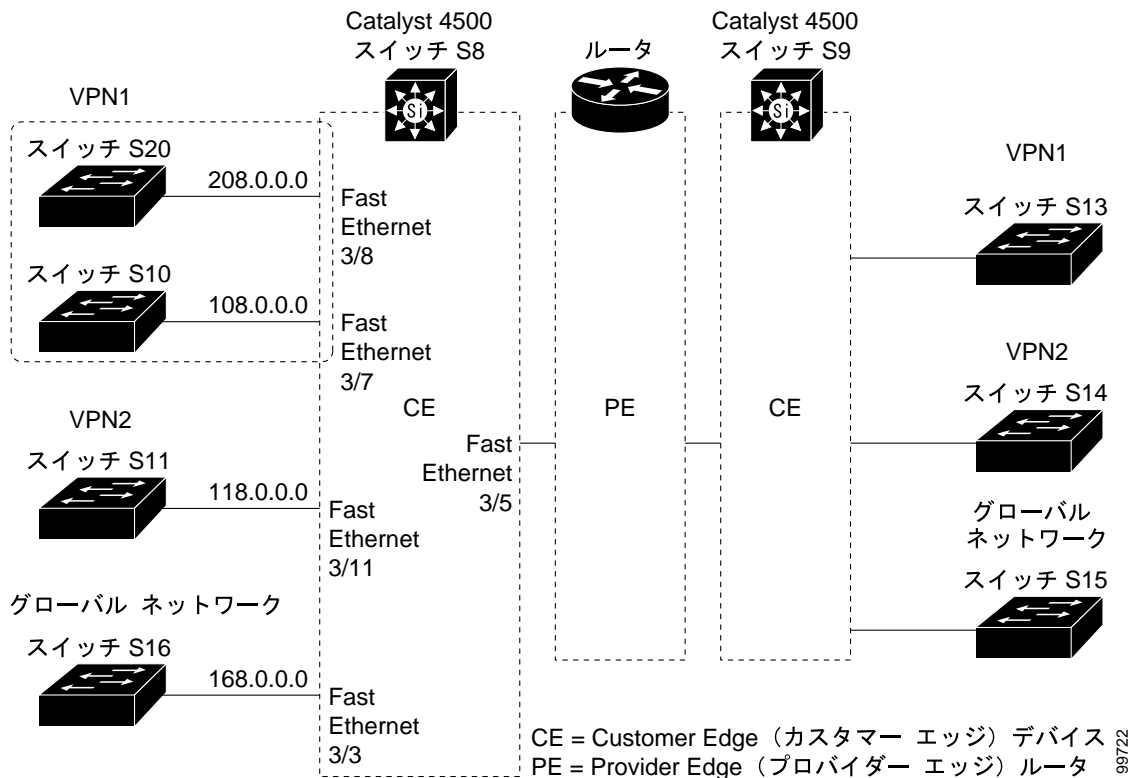 Catalyst 4500
スイッチ S8
ルータ
Catalyst 4500
スイッチ S9
VPN1
スイッチ S20
208.0.0.0
Fast
Ethernet
3/8
スイッチ S10
108.0.0.0
Fast
Ethernet
3/7
VPN2
スイッチ S11
118.0.0.0
Fast
Ethernet
3/11
グローバル ネットワーク
スイッチ S16
168.0.0.0
Fast
Ethernet
3/3
CE
Fast
Ethernet
3/5
PE
CE
VPN1
スイッチ S13
VPN2
スイッチ S14
グローバル
ネットワーク
スイッチ S15
Si
Si
CE = Customer Edge（カスタマー エッジ）デバイス
PE = Provider Edge（プロバイダー エッジ）ルータ
99722